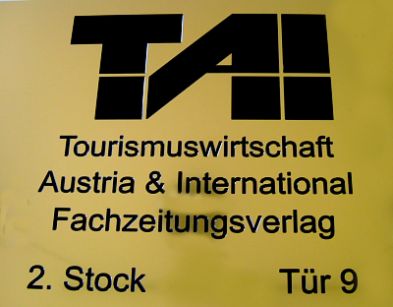 TAI
Tourismuswirtschaft
Austria & International
Fachzeitungsverlag
2. Stock Tür 9